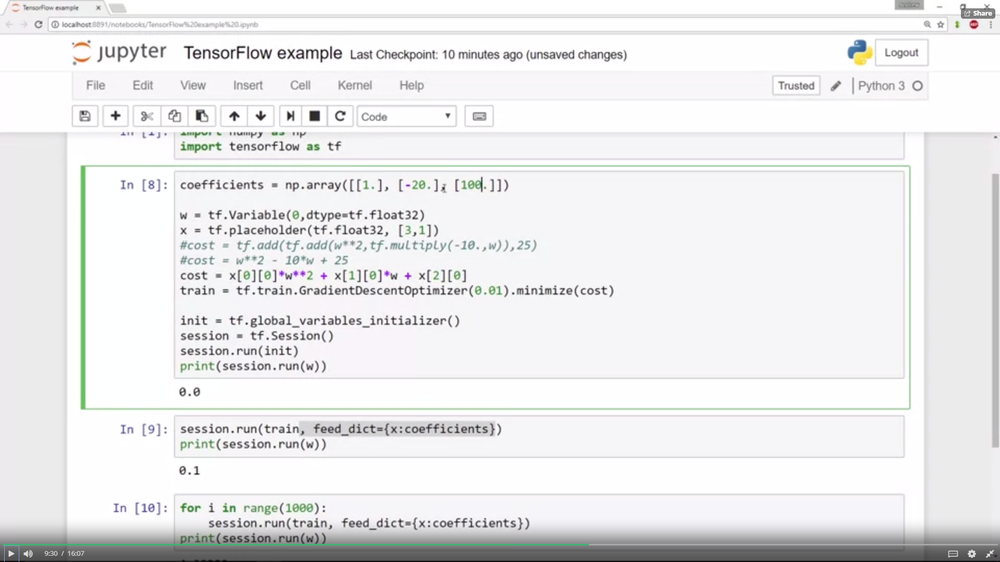 TensorFlow example
Share
localhost:8891/notebooks/TensorFlow%20example%20.ipynb
jupyter TensorFlow example Last Checkpoint: 10 minutes ago (unsaved changes)
Logout
File Edit View Insert Cell Kernel Help
Trusted
Python 3
Code
In [1]: import numpy as np
import tensorflow as tf
In [8]: coefficients = np.array([[1.], [-20.], [100.]])
w = tf.Variable(0,dtype=tf.float32)
x = tf.placeholder(tf.float32, [3,1])
#cost = tf.add(tf.add(w**2,tf.multiply(-10.,w)),25)
#cost = w**2 - 10*w + 25
cost = x[0][0]*w**2 + x[1][0]*w + x[2][0]
train = tf.train.GradientDescentOptimizer(0.01).minimize(cost)
init = tf.global_variables_initializer()
session = tf.Session()
session.run(init)
print(session.run(w))
0.0
In [9]: session.run(train, feed_dict={x:coefficients})
print(session.run(w))
0.1
In [10]: for i in range(1000):
session.run(train, feed_dict={x:coefficients})
print(session.run(w))
9:30 / 16:07